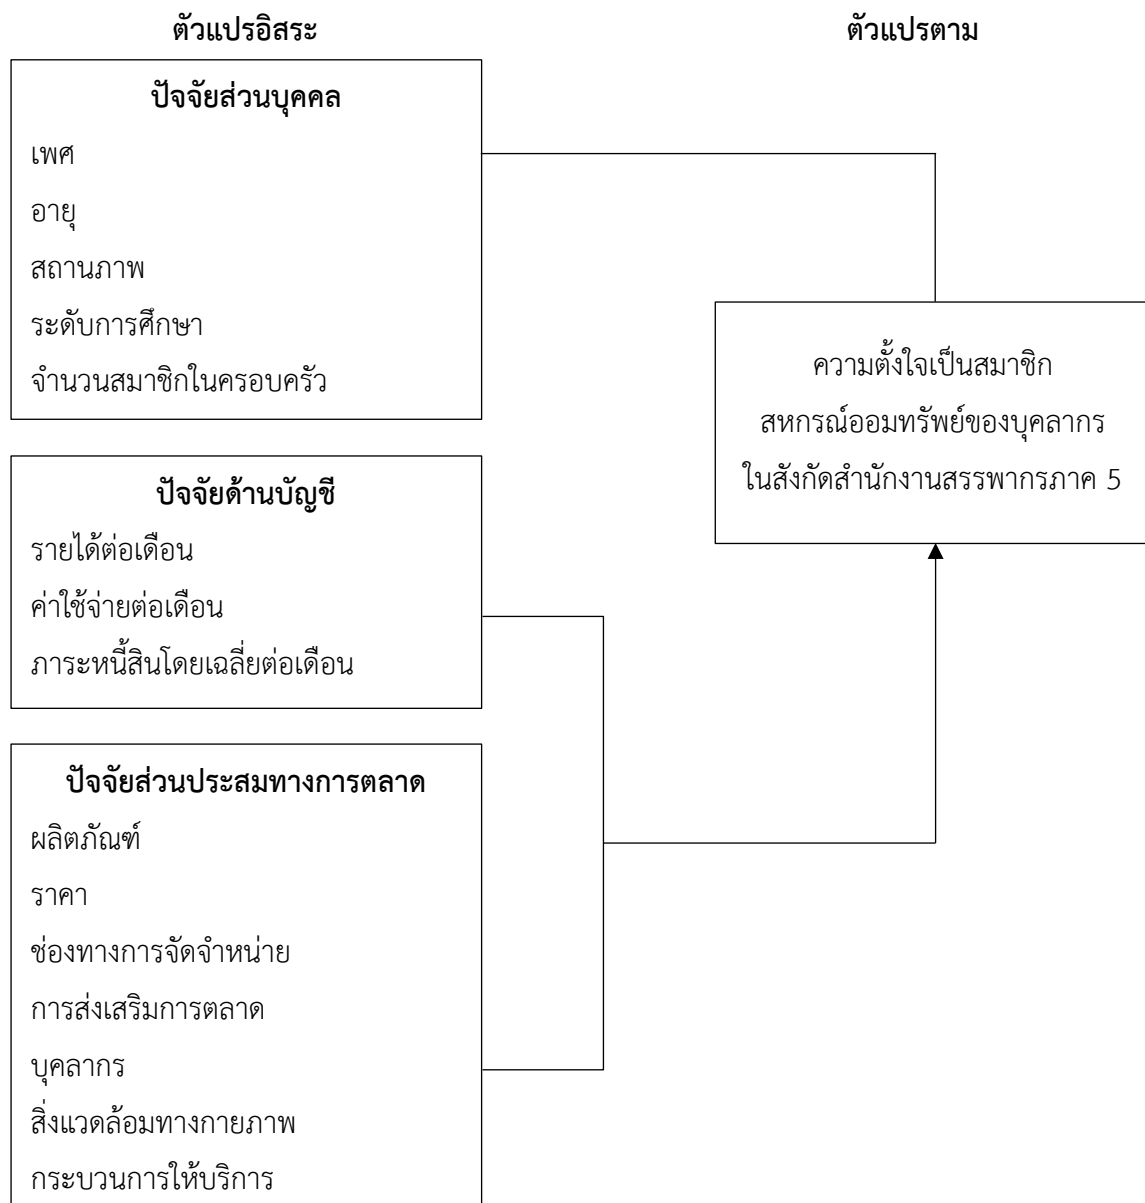 ตัวแปรอิสระ
ตัวแปรตาม
ปัจจัยส่วนบุคคล
เพศ
อายุ
สถานภาพ
ระดับการศึกษา
จำนวนสมาชิกในครอบครัว
ความตั้งใจเป็นสมาชิก
สหกรณ์ออมทรัพย์ของบุคลากร
ในสังกัดสำนักงานสรรพากรภาค 5
ปัจจัยด้านบัญชี
รายได้ต่อเดือน
ค่าใช้จ่ายต่อเดือน
ภาระหนี้สินโดยเฉลี่ยต่อเดือน
ปัจจัยส่วนประสมทางการตลาด
ผลิตภัณฑ์
ราคา
ช่องทางการจัดจำหน่าย
การส่งเสริมการตลาด
บุคลากร
สิ่งแวดล้อมทางกายภาพ
กระบวนการให้บริการ